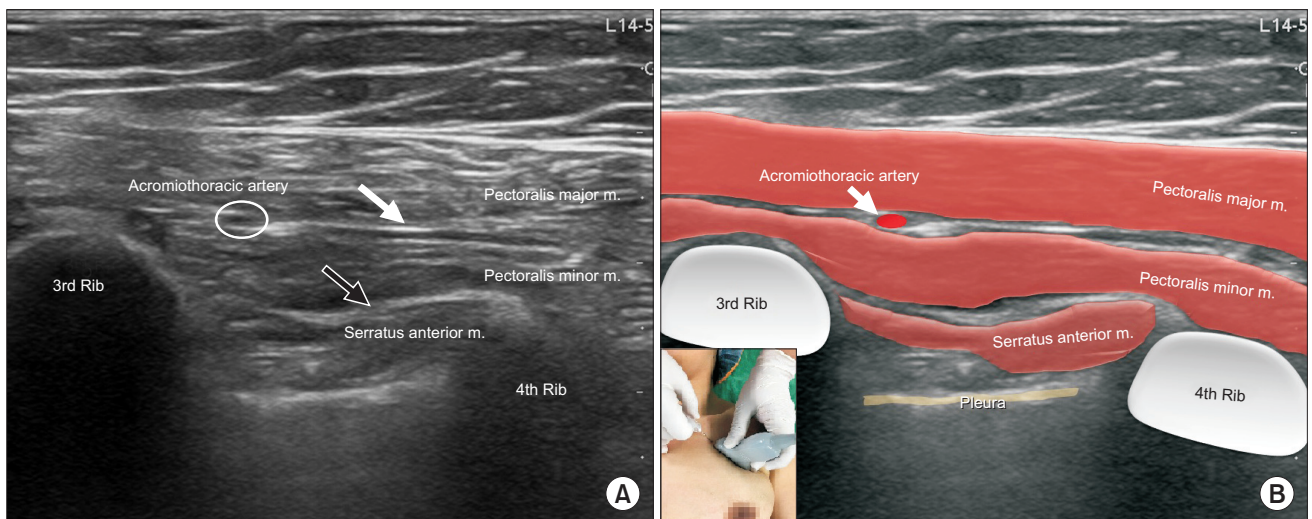 L14-5
Acromiothoracic artery
Pectoralis major m.
Pectoralis minor m.
3rd Rib
Serratus anterior m.
4th Rib
A
L14-5
Acromiothoracic artery
Pectoralis major m.
Pectoralis minor m.
3rd Rib
Serratus anterior m.
4th Rib
Pleura
B